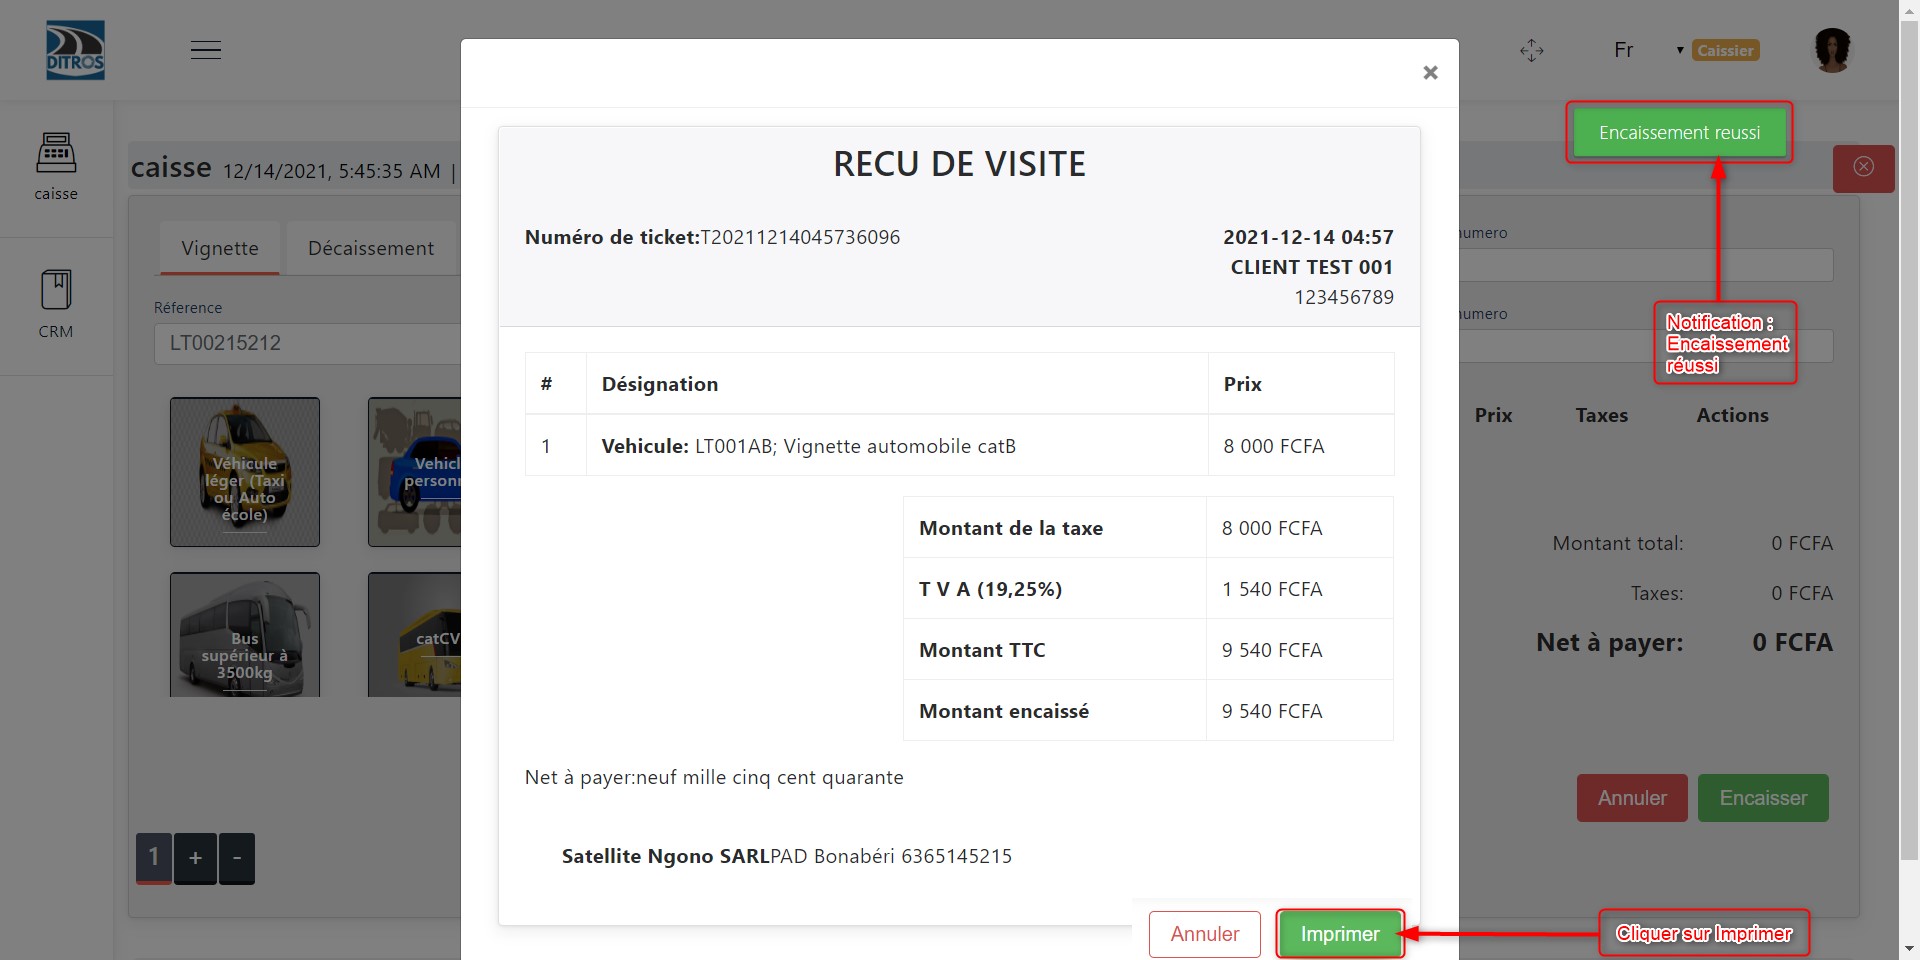 DITROS
Fr
▾ Caissier
×
Encaissement reussi
caisse
CRM
caisse 12/14/2021, 5:45:35 AM |
Vignette
Décaissement
Réference
LT00215212
Véhicule
léger (Taxi
ou Auto
école)
Vehicl
personn
Bus
supérieur à
3500kg
catCV
1
+
-
RECU DE VISITE
Numéro de ticket:T20211214045736096
2021-12-14 04:57
CLIENT TEST 001
123456789
# Désignation Prix
1 Vehicule: LT001AB; Vignette automobile catB 8 000 FCFA
Montant de la taxe 8 000 FCFA
T V A (19,25%) 1 540 FCFA
Montant TTC 9 540 FCFA
Montant encaissé 9 540 FCFA
Net à payer:neuf mille cinq cent quarante
Satellite Ngono SARLPAD Bonabéri 6365145215
Annuler
Imprimer
Cliquer sur Imprimer
numero
numero
Notification :
Encaissement
réussi
Prix Taxes Actions
Montant total: 0 FCFA
Taxes: 0 FCFA
Net à payer: 0 FCFA
Annuler
Encaisser